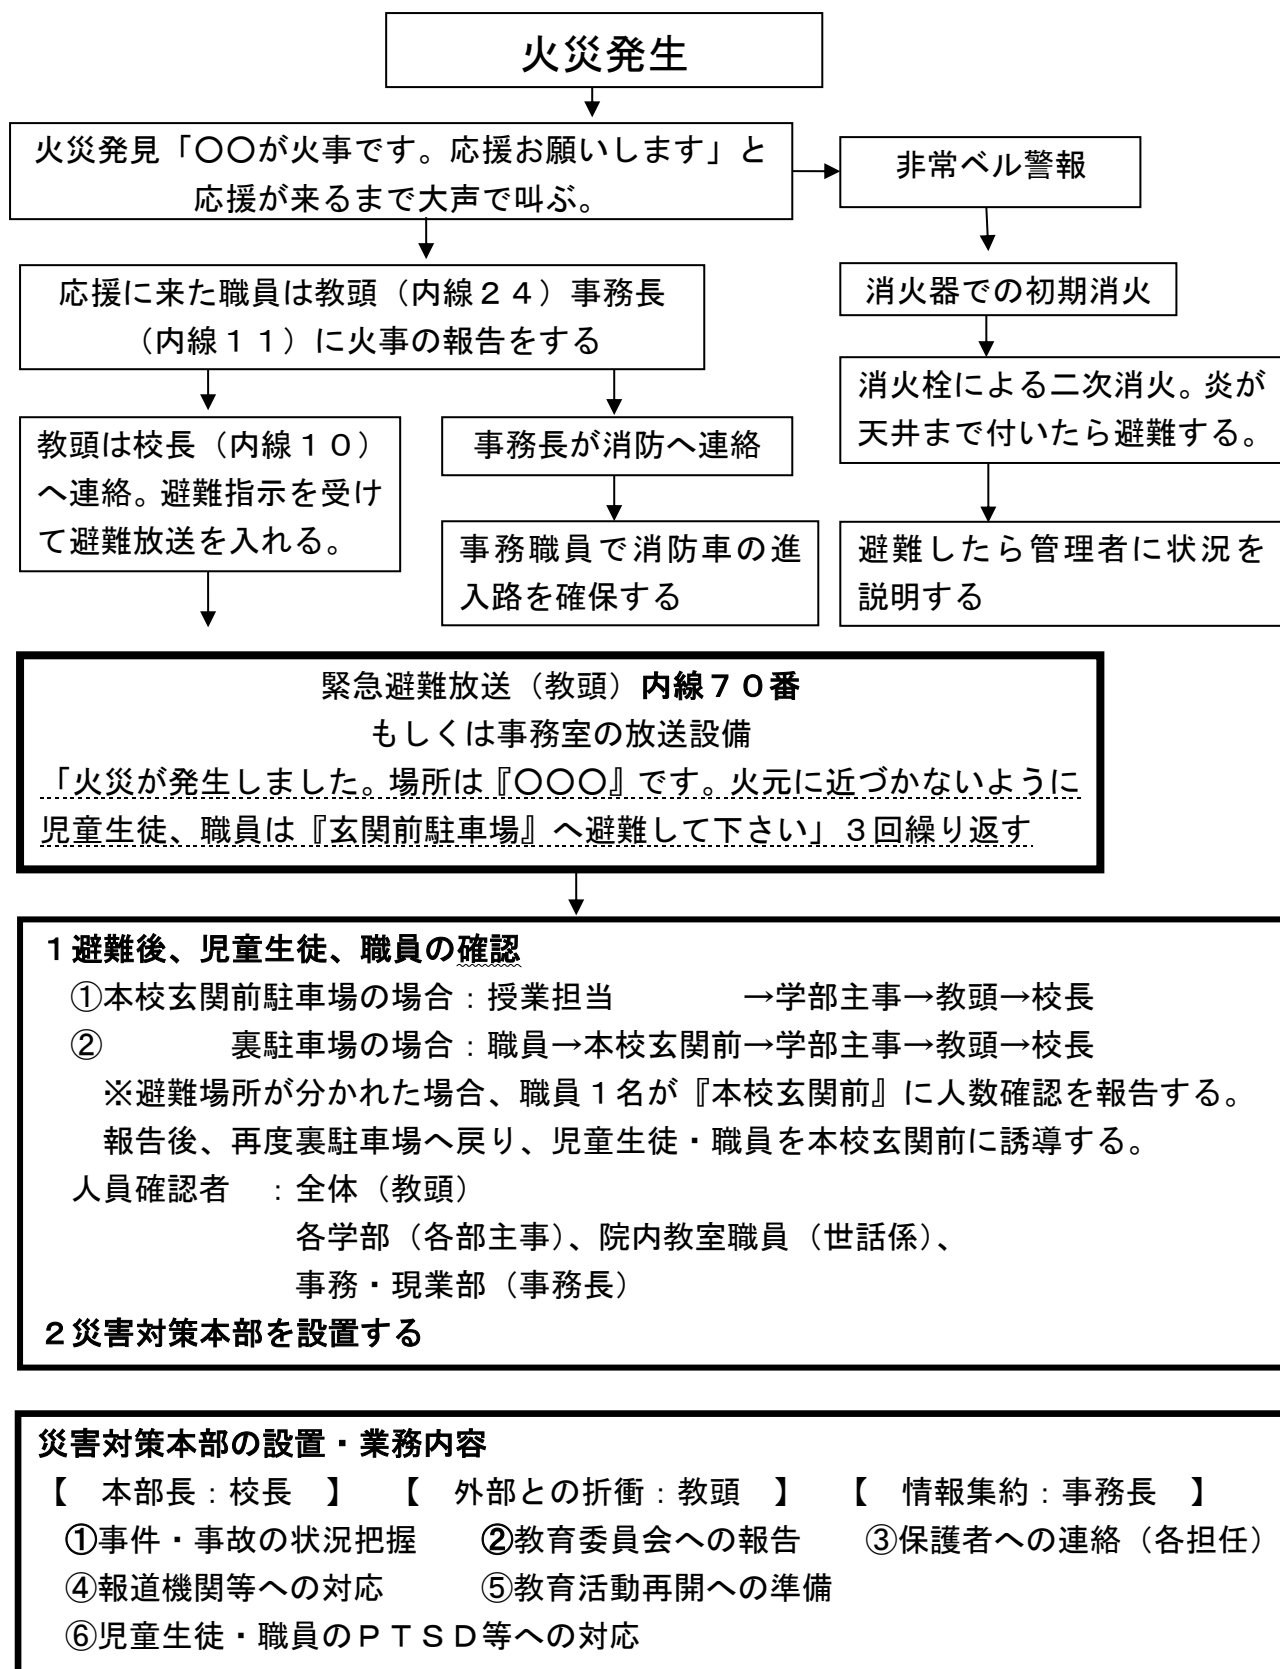 火災発生
火災発見「〇〇が火事です。応援お願いします」と
応援が来るまで大声で叫ぶ。
非常ベル警報
応援に来た職員は教頭（内線２４）事務長
（内線１１）に火事の報告をする
消火器での初期消火
消火栓による二次消火。炎が
天井まで付いたら避難する。
教頭は校長（内線１０）
へ連絡。避難指示を受け
て避難放送を入れる。
事務長が消防へ連絡
事務職員で消防車の進
入路を確保する
避難したら管理者に状況を
説明する
緊急避難放送（教頭）内線７０番
もしくは事務室の放送設備
「火災が発生しました。場所は『〇〇〇』です。火元に近づかないように
児童生徒、職員は『玄関前駐車場』へ避難して下さい」３回繰り返す
１避難後、児童生徒、職員の確認
①本校玄関前駐車場の場合：授業担当　　　　→学部主事→教頭→校長
②　　　　裏駐車場の場合：職員→本校玄関前→学部主事→教頭→校長
※避難場所が分かれた場合、職員１名が『本校玄関前』に人数確認を報告する。
報告後、再度裏駐車場へ戻り、児童生徒・職員を本校玄関前に誘導する。
人員確認者　：全体（教頭）
各学部（各部主事）、院内教室職員（世話係）、
事務・現業部（事務長）
２災害対策本部を設置する
災害対策本部の設置・業務内容
【　本部長：校長　】　【　外部との折衝：教頭　】　【　情報集約：事務長　】
①事件・事故の状況把握　　②教育委員会への報告　　③保護者への連絡（各担任）
④報道機関等への対応　　　⑤教育活動再開への準備
⑥児童生徒・職員のＰＴＳＤ等への対応